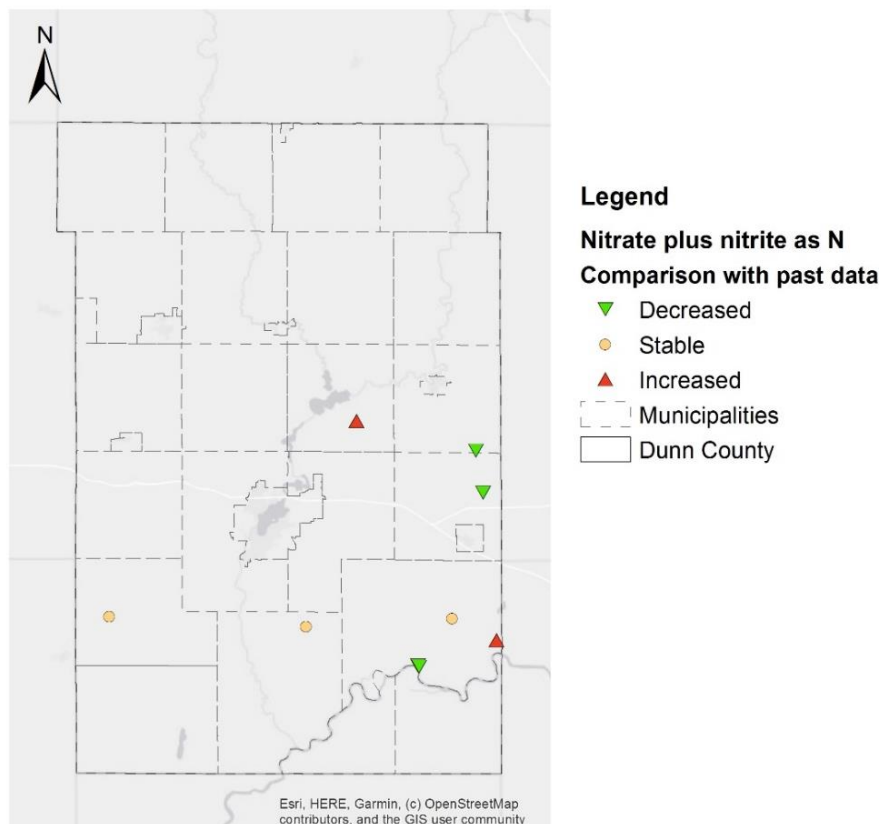 N
Legend
Nitrate plus nitrite as N
Comparison with past data
Decreased
Stable
Increased
Municipalities
Dunn County
Esri, HERE, Garmin, (c) OpenStreetMap
contributors, and the GIS user community